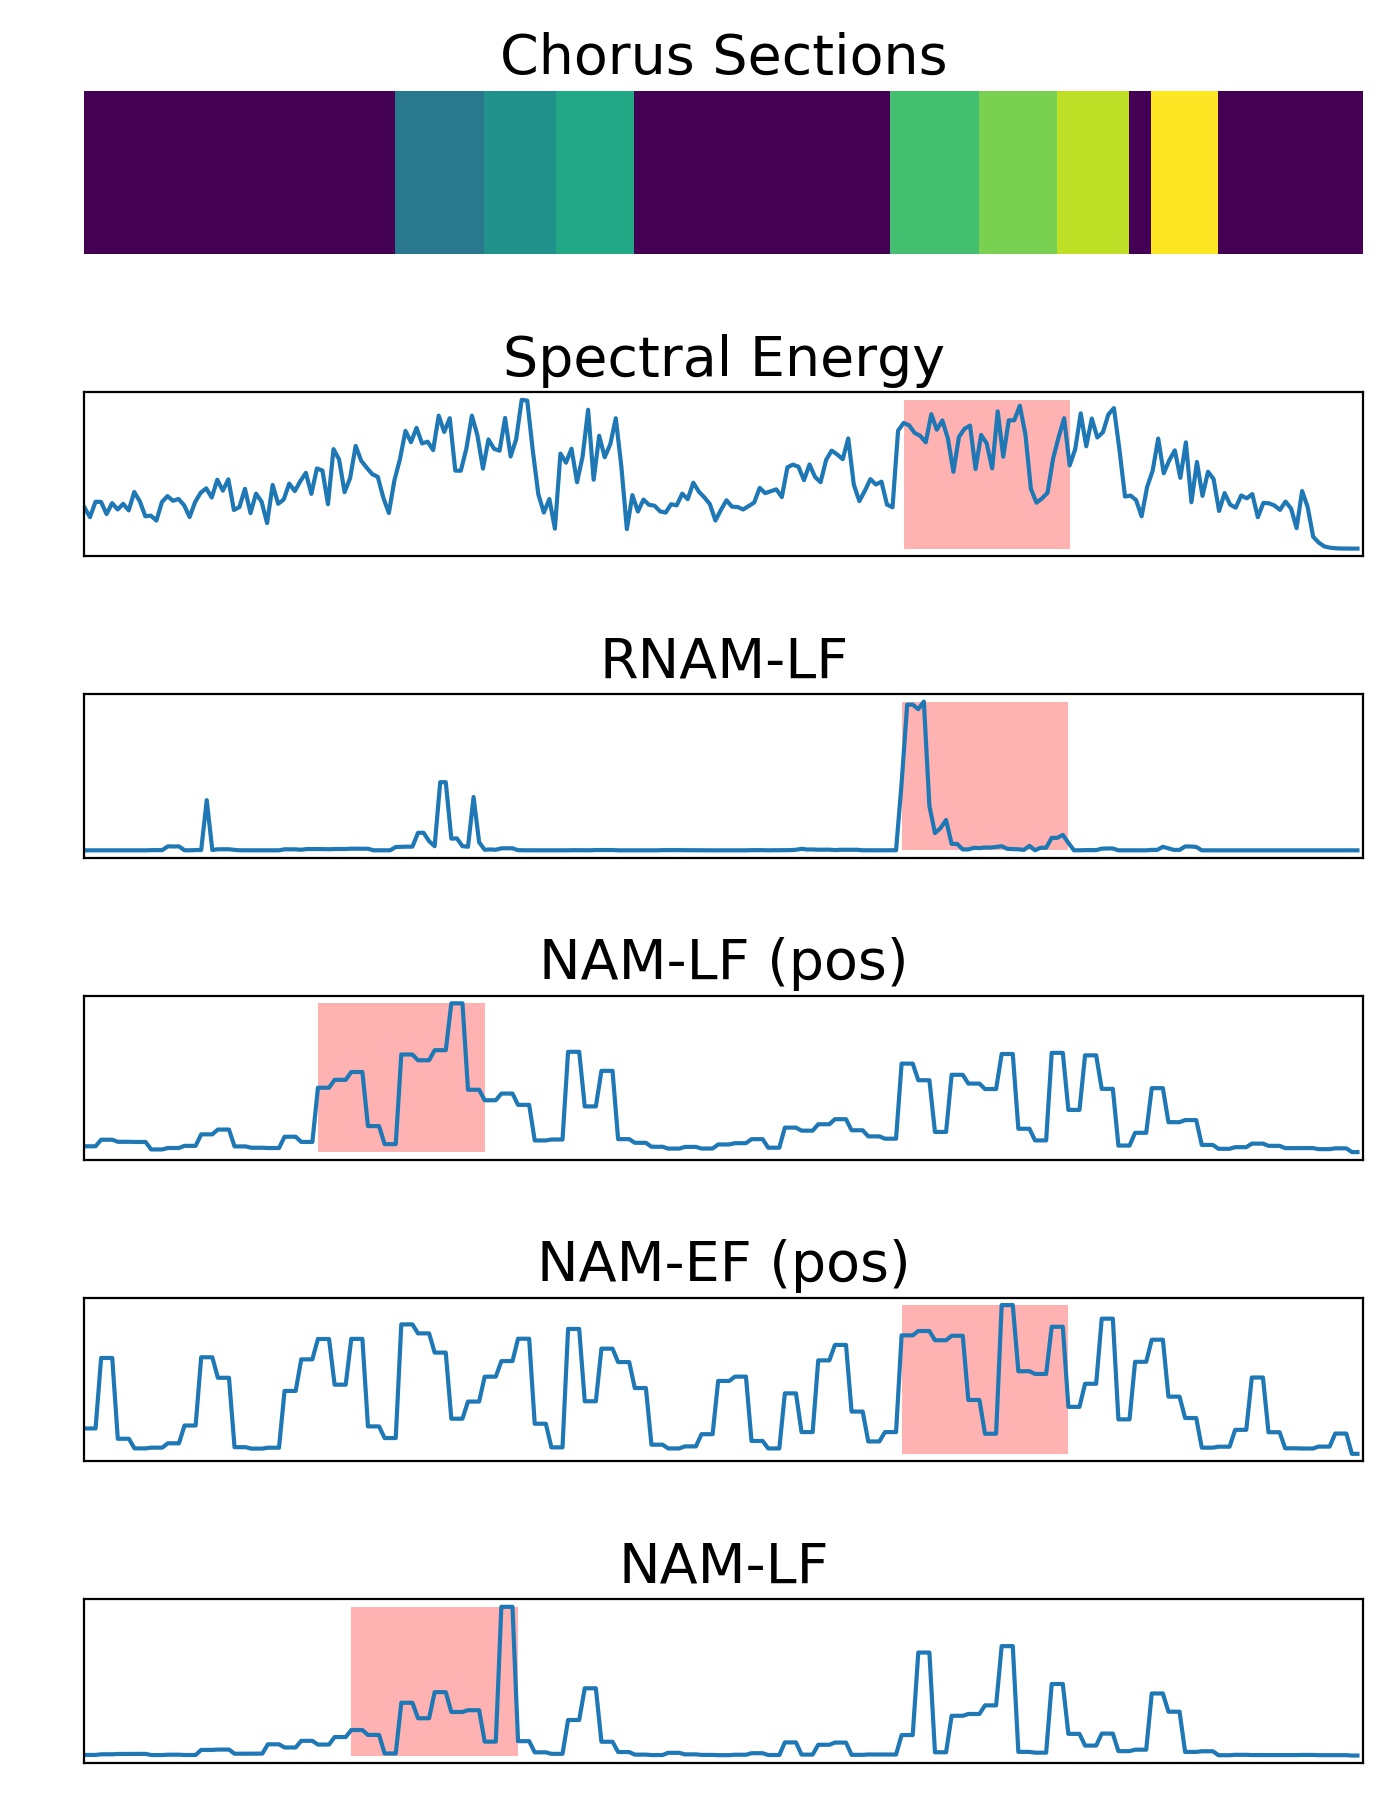 Chorus Sections
Spectral Energy
RNAM-LF
NAM-LF (pos)
NAM-EF (pos)
NAM-LF